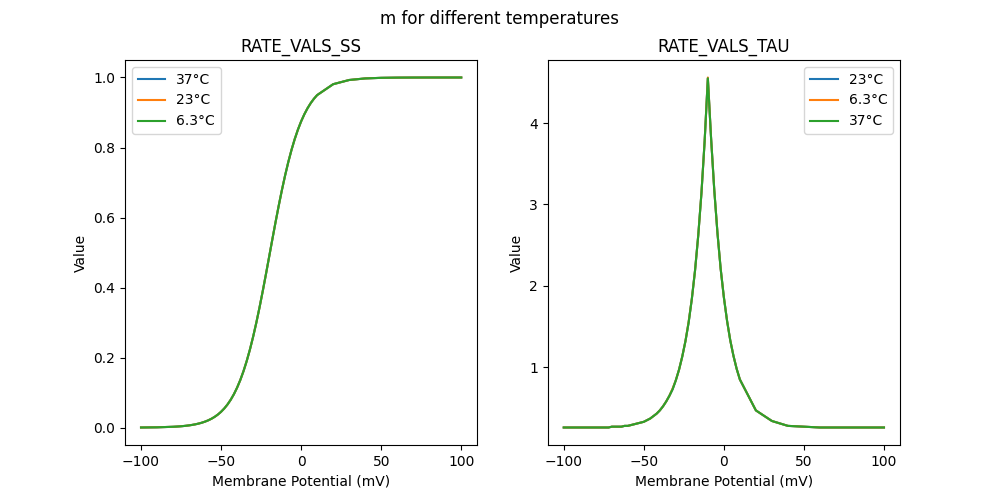 m for different temperatures
RATE_VALS_SS
1.0
0.8
0.6
0.4
0.2
0.0
Value
37°C
23°C
6.3°C
−100
−50
0
50
100
Membrane Potential (mV)
RATE_VALS_TAU
4
3
2
1
Value
23°C
6.3°C
37°C
−100
−50
0
50
100
Membrane Potential (mV)